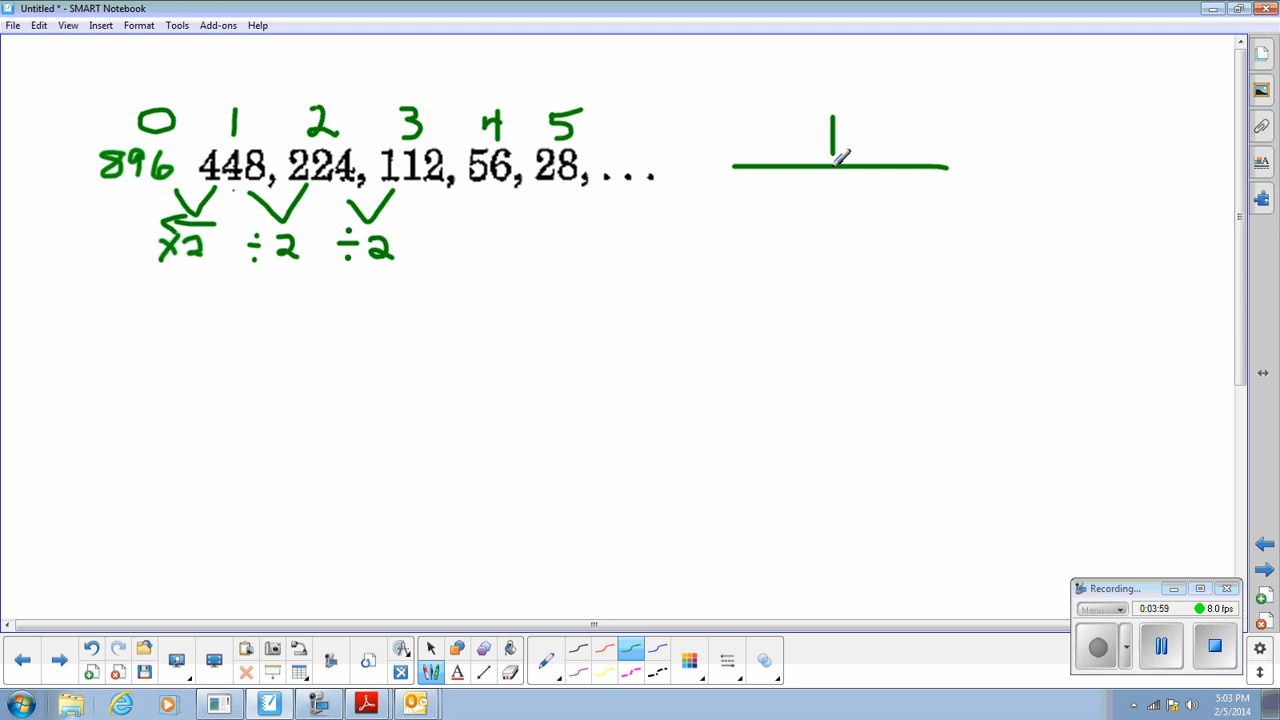 Untitled * - SMART Notebook
File Edit View Insert Format Tools Add-ons Help
0 1 2 3 4 5
896 448, 224, 112, 56, 28, . . .
1
×2 ÷2 ÷2
Recording...
Menu 0:03:59 8.0 fps
5:03 PM
2/5/2014